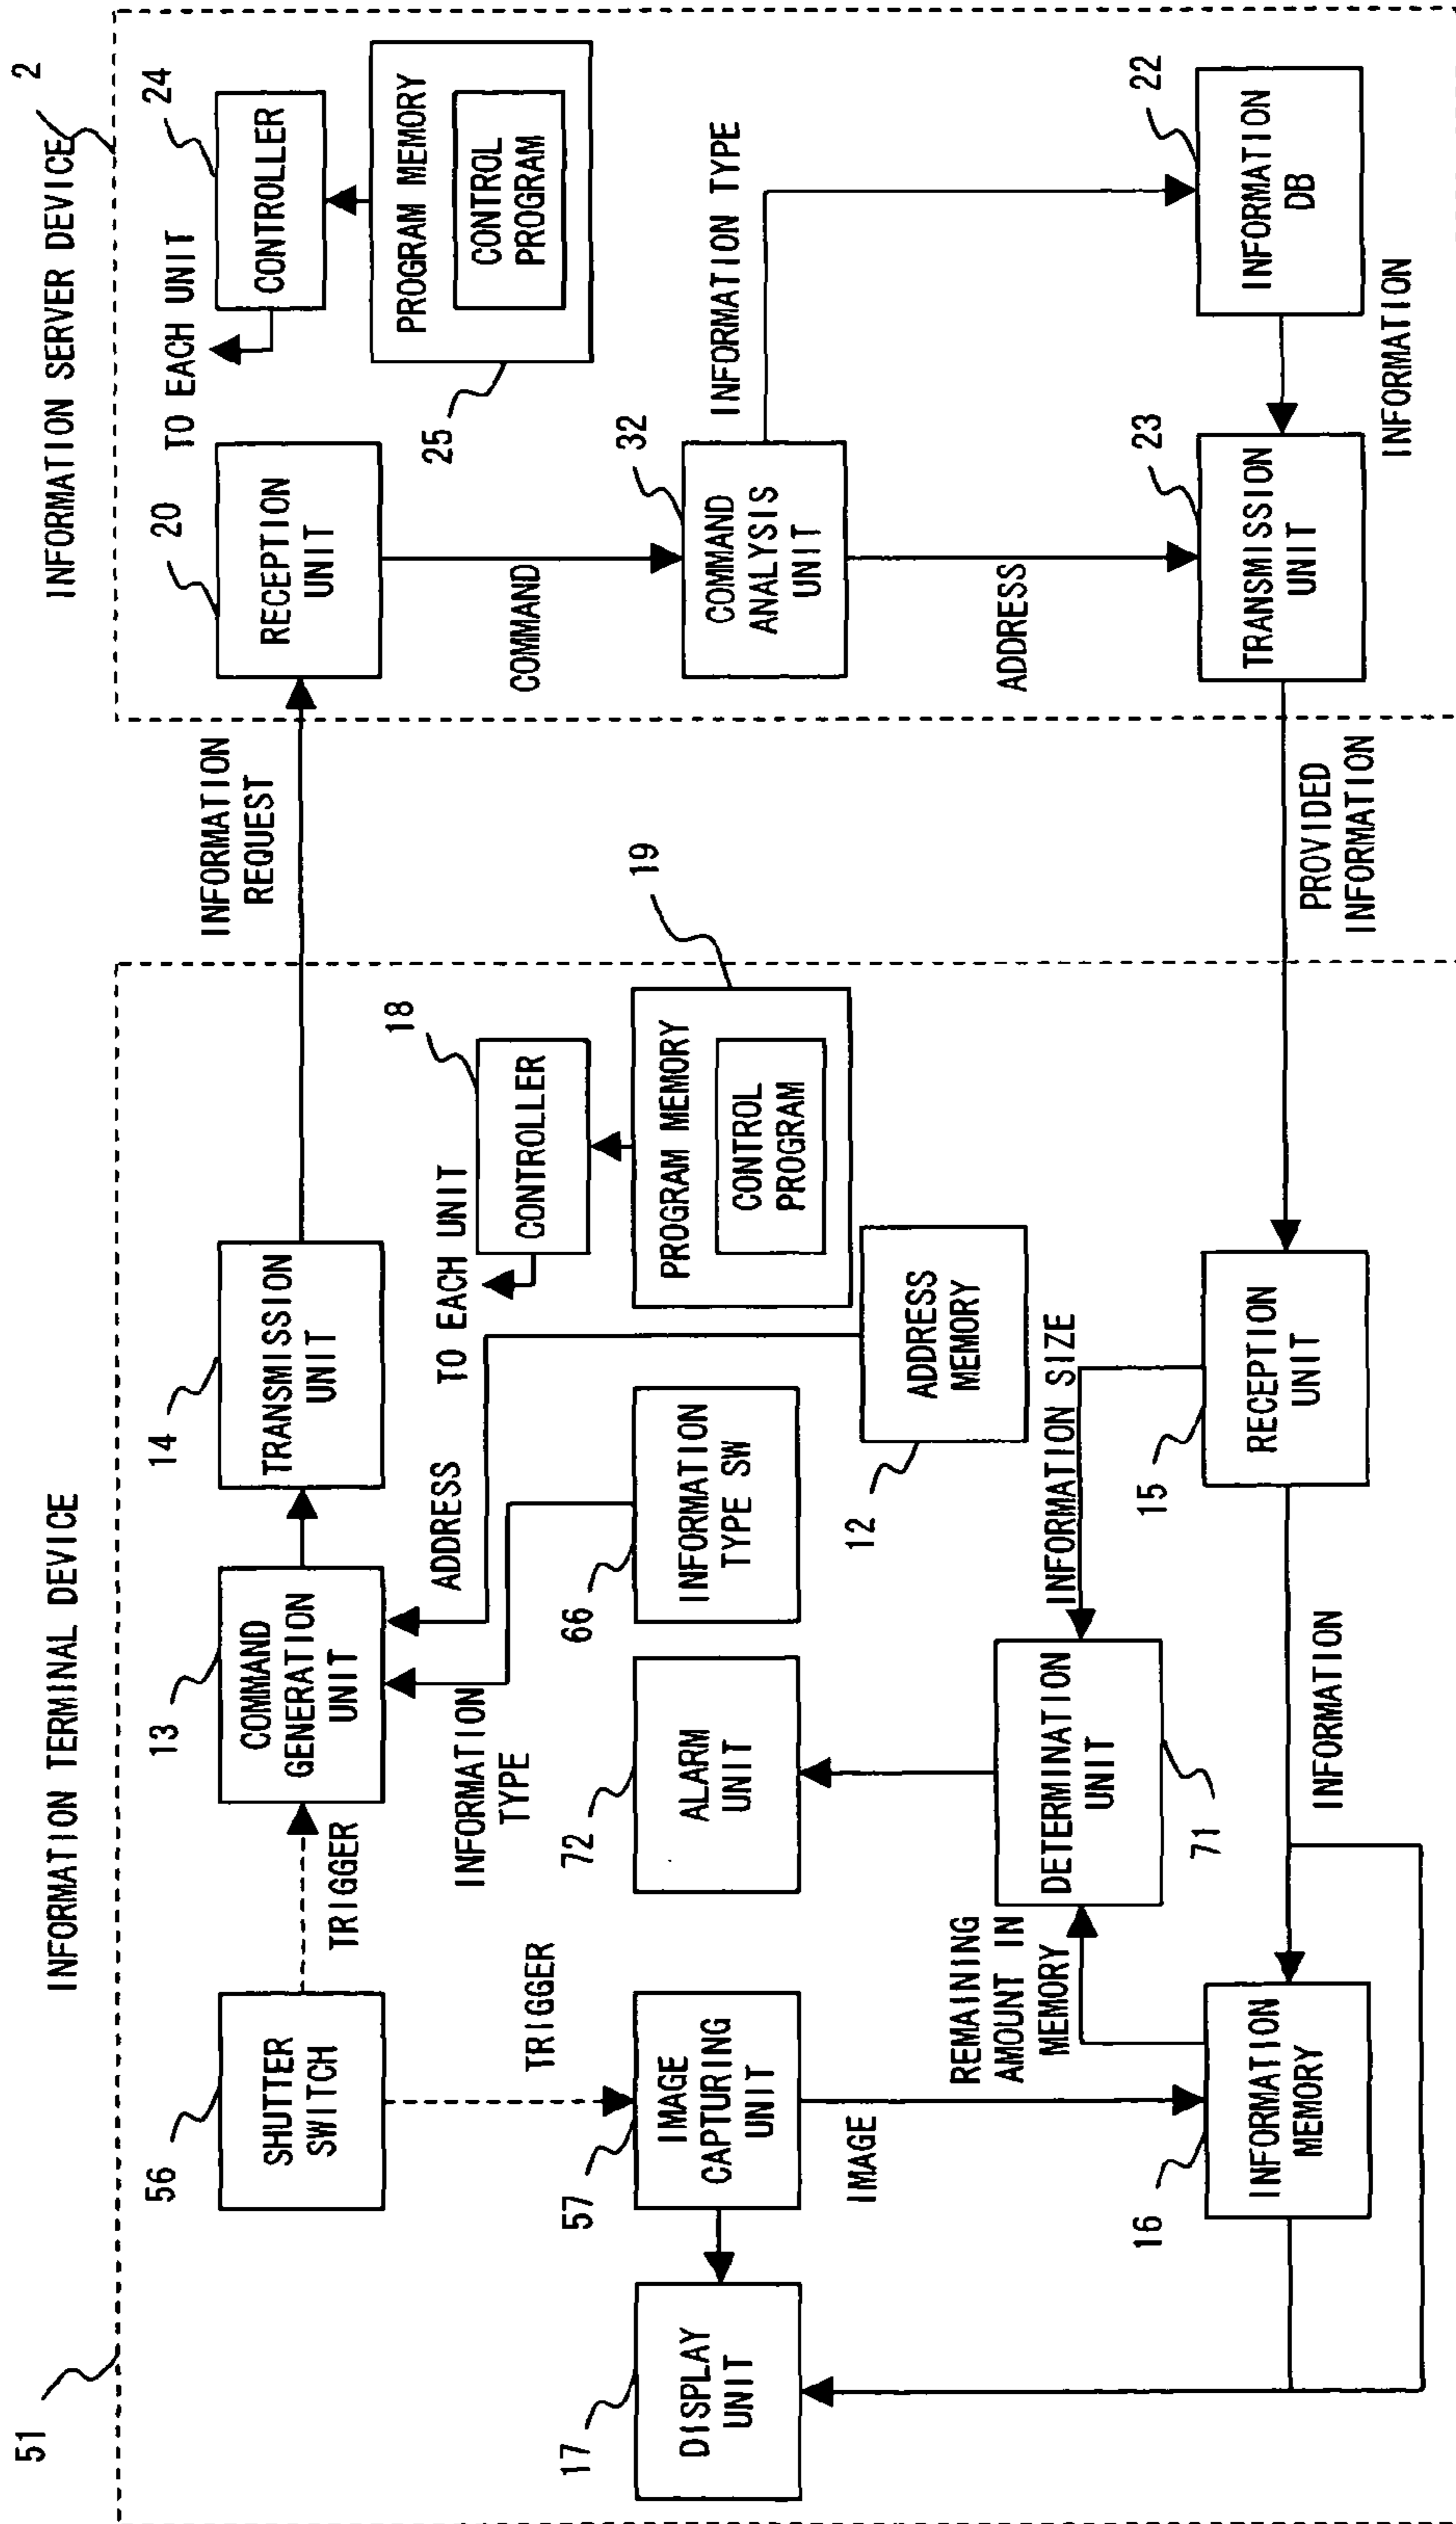 INFORMATION TERMINAL DEVICE
51
56
SHUTTER
SWITCH
TRIGGER
13
COMMAND
GENERATION
UNIT
14
TRANSMISSION
UNIT
INFORMATION
TYPE
ADDRESS
TO EACH UNIT
18
CONTROLLER
17
DISPLAY
UNIT
57
IMAGE
CAPTURING
UNIT
TRIGGER
72
ALARM
UNIT
66
INFORMATION
TYPE SW
PROGRAM MEMORY
CONTROL
PROGRAM
19
IMAGE
REMAINING
AMOUNT IN
MEMORY
DETERMINATION
UNIT
71
INFORMATION SIZE
12
ADDRESS
MEMORY
16
INFORMATION
MEMORY
INFORMATION
15
RECEPTION
UNIT
INFORMATION
REQUEST
PROVIDED
INFORMATION
INFORMATION SERVER DEVICE
2
20
RECEPTION
UNIT
TO EACH UNIT
24
CONTROLLER
PROGRAM MEMORY
CONTROL
PROGRAM
25
COMMAND
32
COMMAND
ANALYSIS
UNIT
INFORMATION TYPE
ADDRESS
23
TRANSMISSION
UNIT
22
INFORMATION
DB
INFORMATION